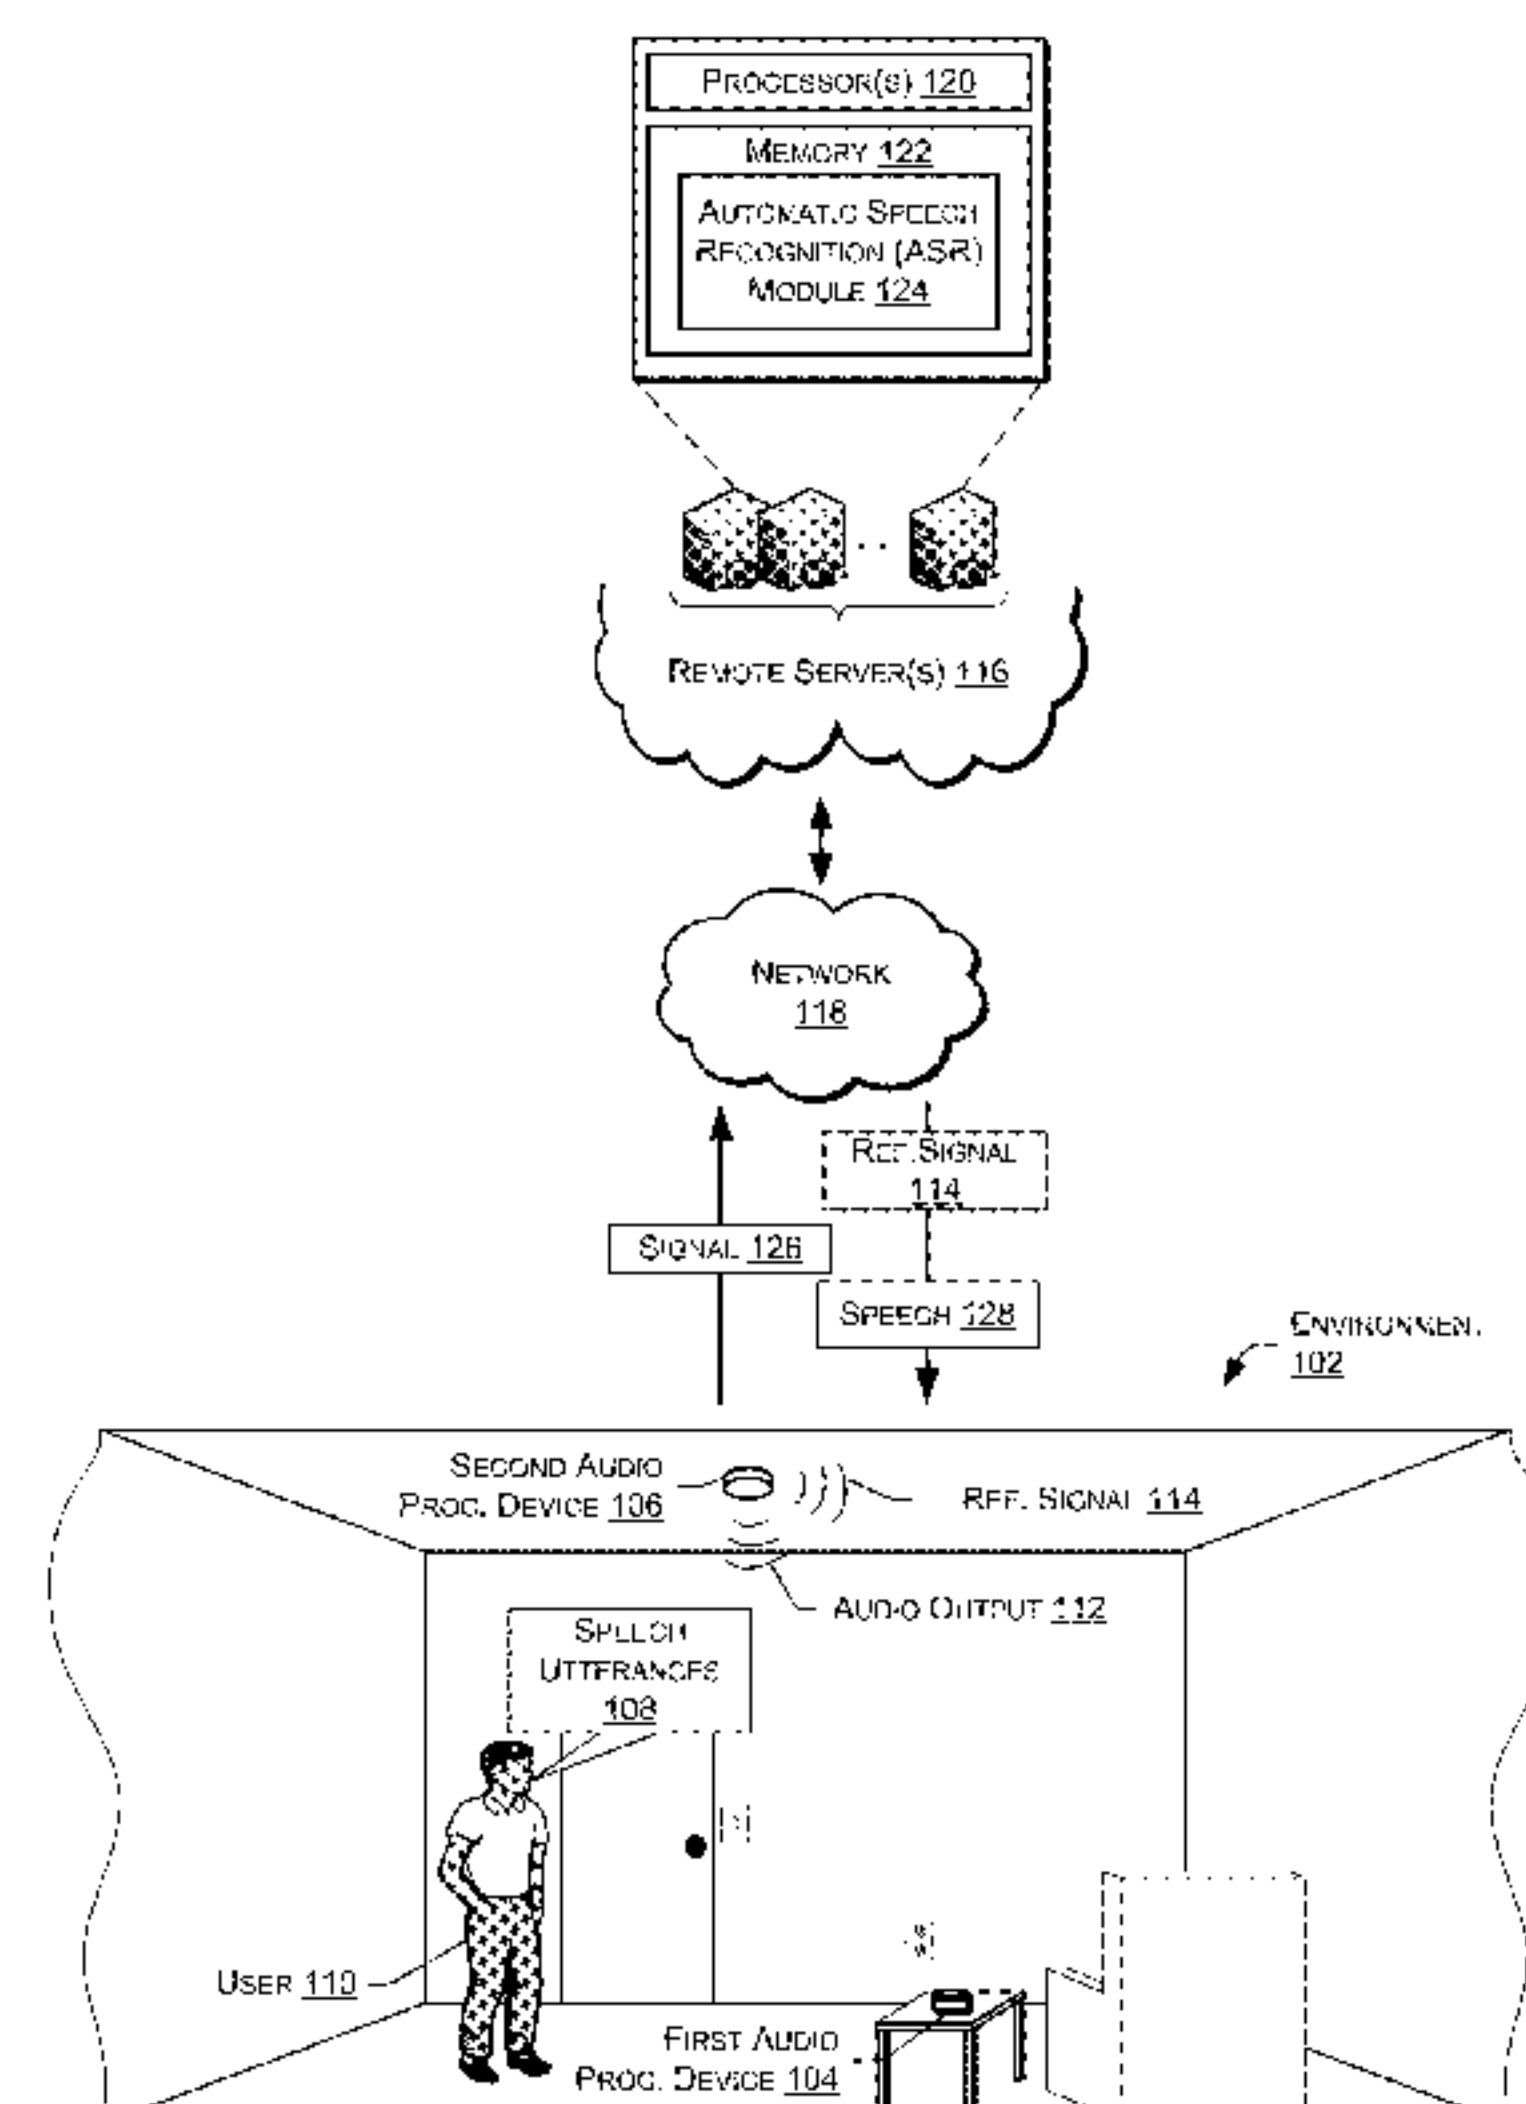 PROCESSOR(S) 120
MEMORY 122
AUTOMATIC SPEECH
RECOGNITION (ASR)
MODULE 124
REMOTE SERVER(S) 116
NETWORK
118
REF. SIGNAL
114
SIGNAL 126
SPEECH 128
ENVIRONMENT
102
SECOND AUDIO
PROC. DEVICE 106
REF. SIGNAL 114
AUDIO OUTPUT 112
SPEECH
UTTERANCES
108
USER 110
FIRST AUDIO
PROC. DEVICE 104